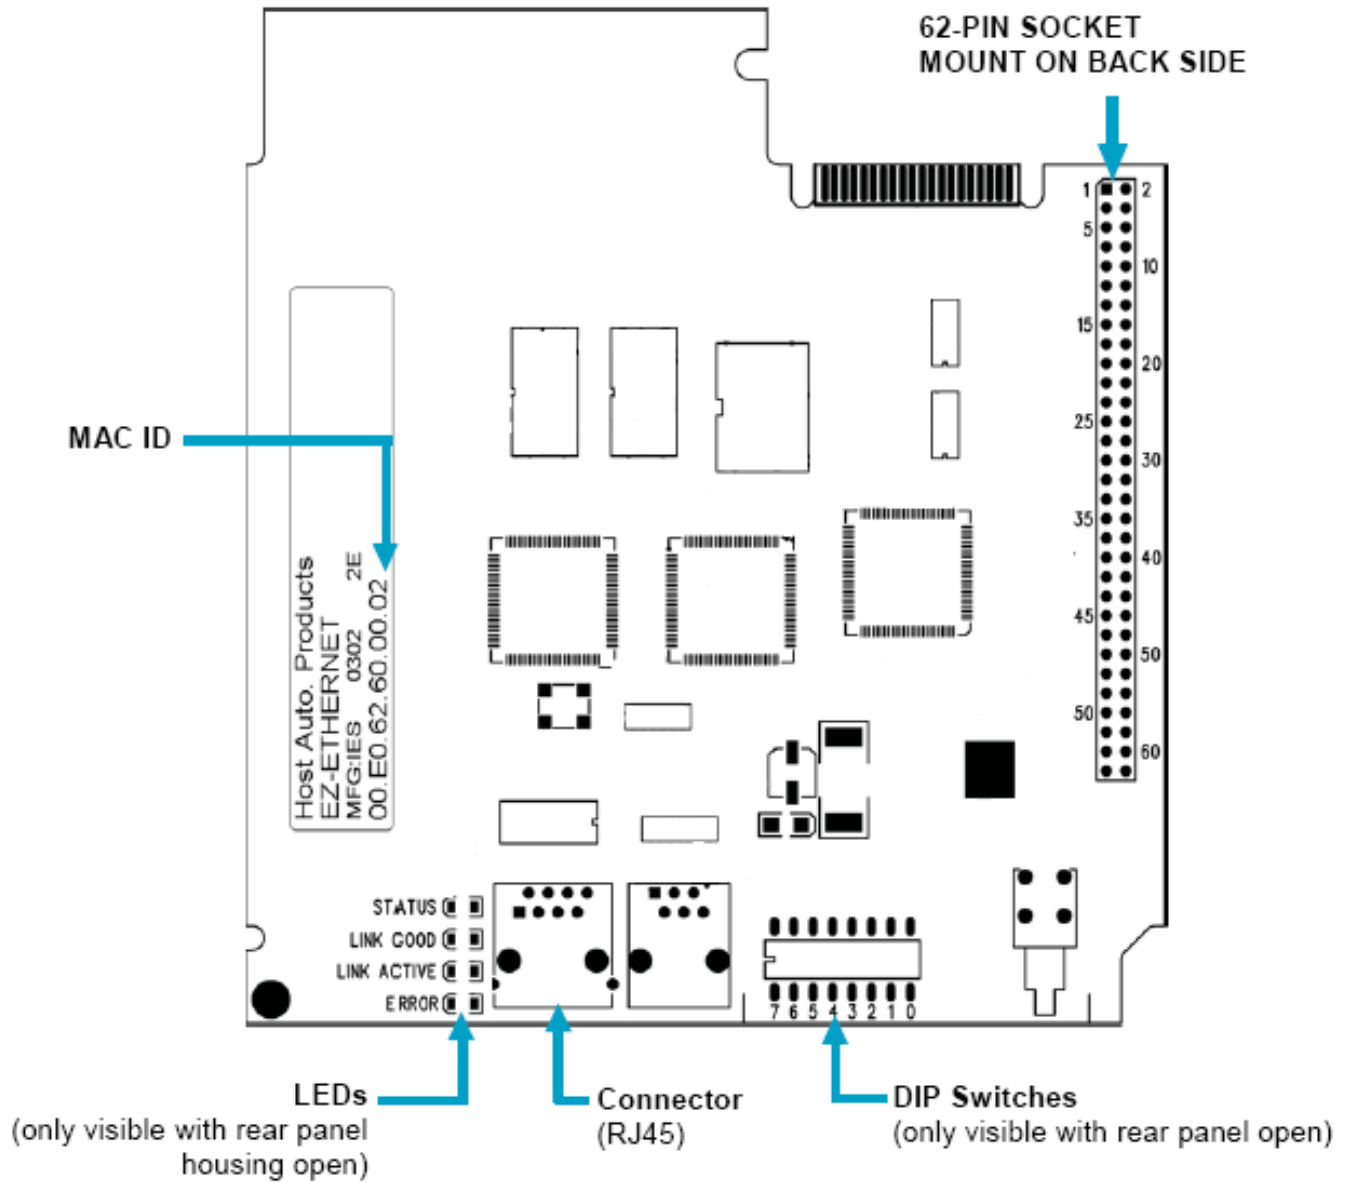 62-PIN SOCKET
MOUNT ON BACK SIDE
1 2
5
10
15
20
25
30
35
40
45
50
50
60
MAC ID
Host Auto. Products
EZ-ETHERNET
MFG:IES 0302 2E
00.E0.62.60.00.02
STATUS
LINK GOOD
LINK ACTIVE
ERROR
7 6 5 4 3 2 1 0
LEDs
(only visible with rear panel
housing open)
Connector
(RJ45)
DIP Switches
(only visible with rear panel open)